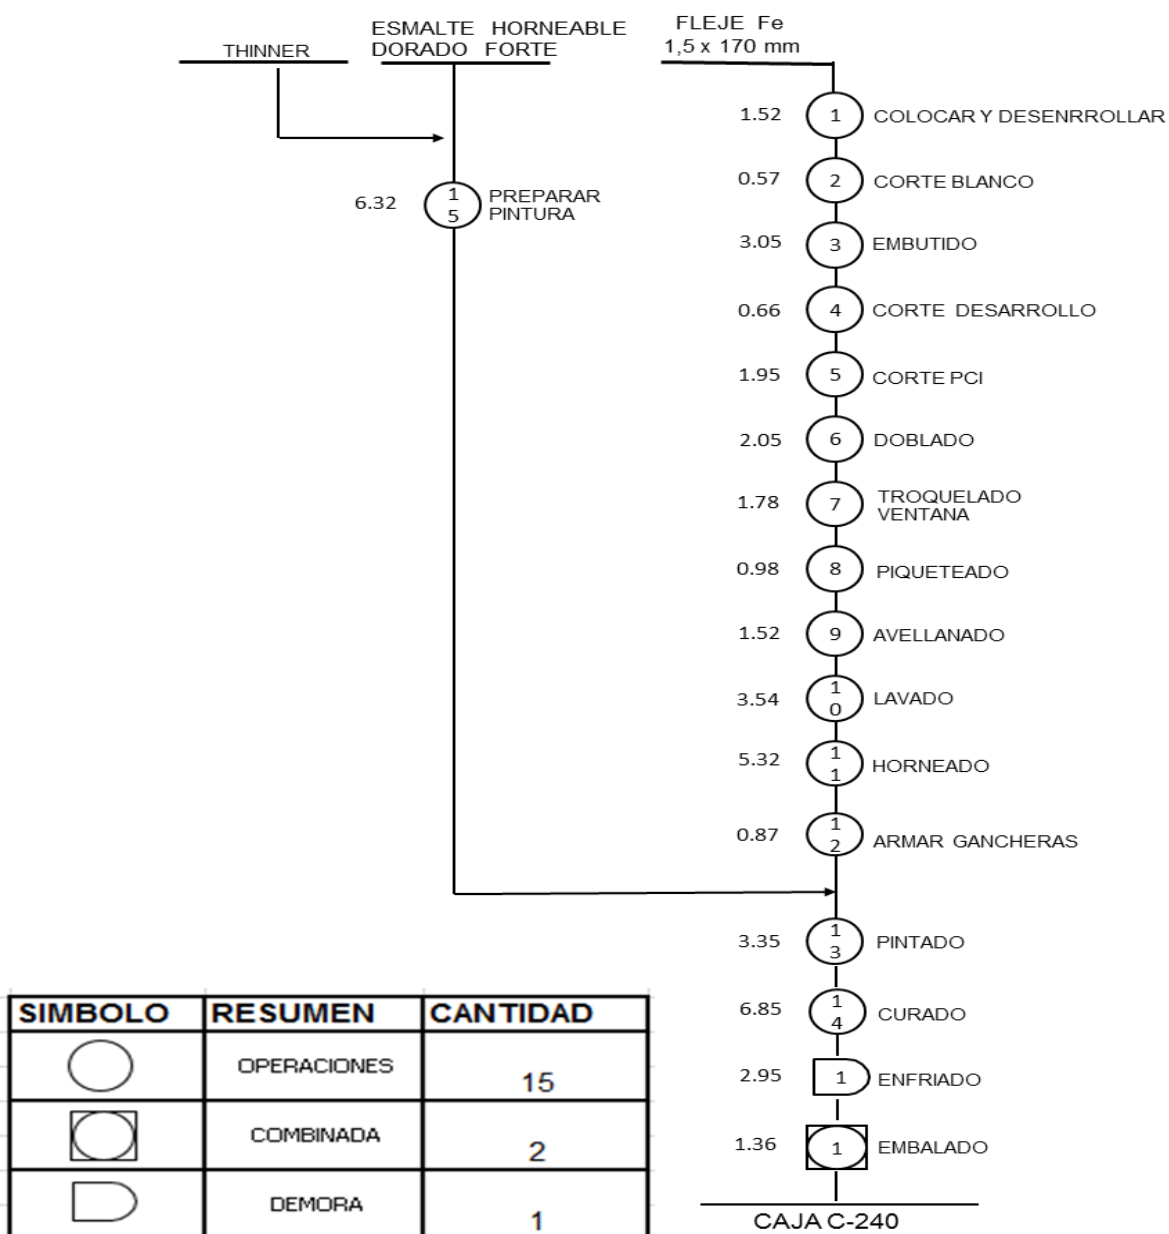 THINNER
ESMALTE HORNEABLE
DORADO FORTE
FLEJE Fe
1,5 x 170 mm
1.52 1 COLOCAR Y DESENRROLLAR
0.57 2 CORTE BLANCO
6.32 15 PREPARAR
PINTURA
3.05 3 EMBUTIDO
0.66 4 CORTE DESARROLLO
1.95 5 CORTE PCI
2.05 6 DOBLADO
1.78 7 TROQUELADO
VENTANA
0.98 8 PIQUETEADO
1.52 9 AVELLANADO
3.54 10 LAVADO
5.32 11 HORNEADO
0.87 12 ARMAR GANCHERAS
3.35 13 PINTADO
6.85 14 CURADO
2.95 1 ENFRIADO
1.36 1 EMBALADO
CAJA C-240
SIMBOLO RESUMEN CANTIDAD
OPERACIONES 15
COMBINADA 2
DEMORA 1